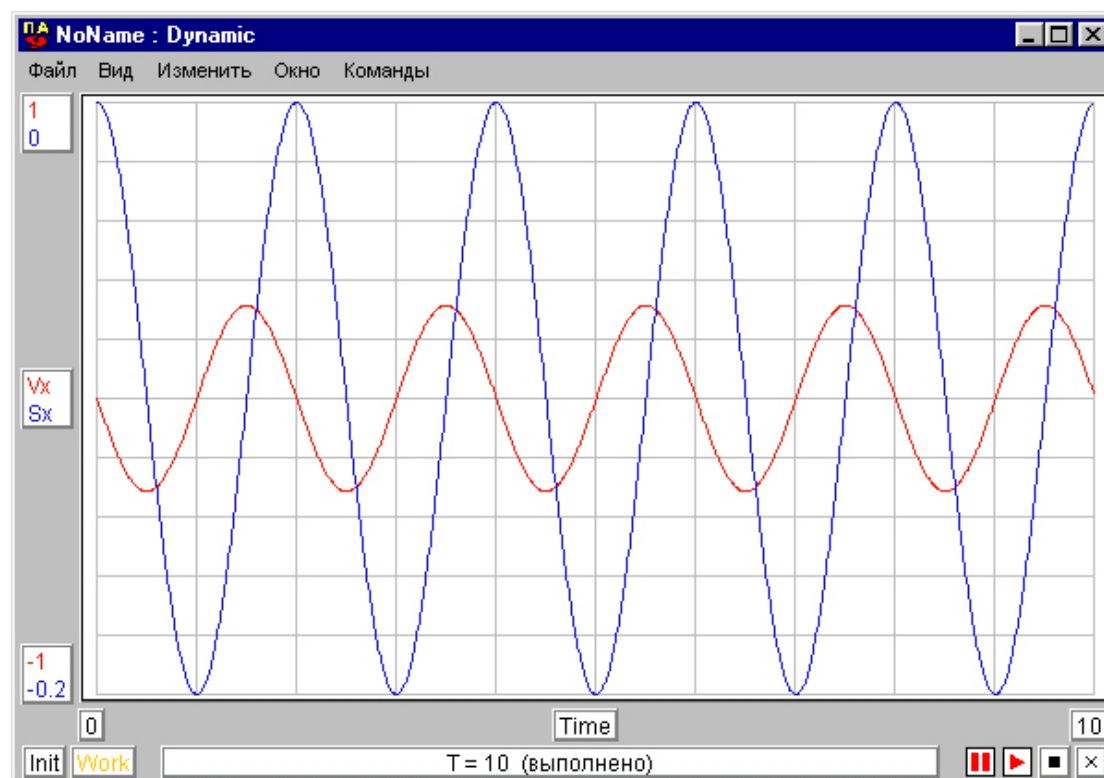 ПА NoName : Dynamic
Файл Вид Изменить Окно Команды
1
0
Vx
Sx
-1
-0.2
0 Time 10
Init Work T = 10 (выполнено)